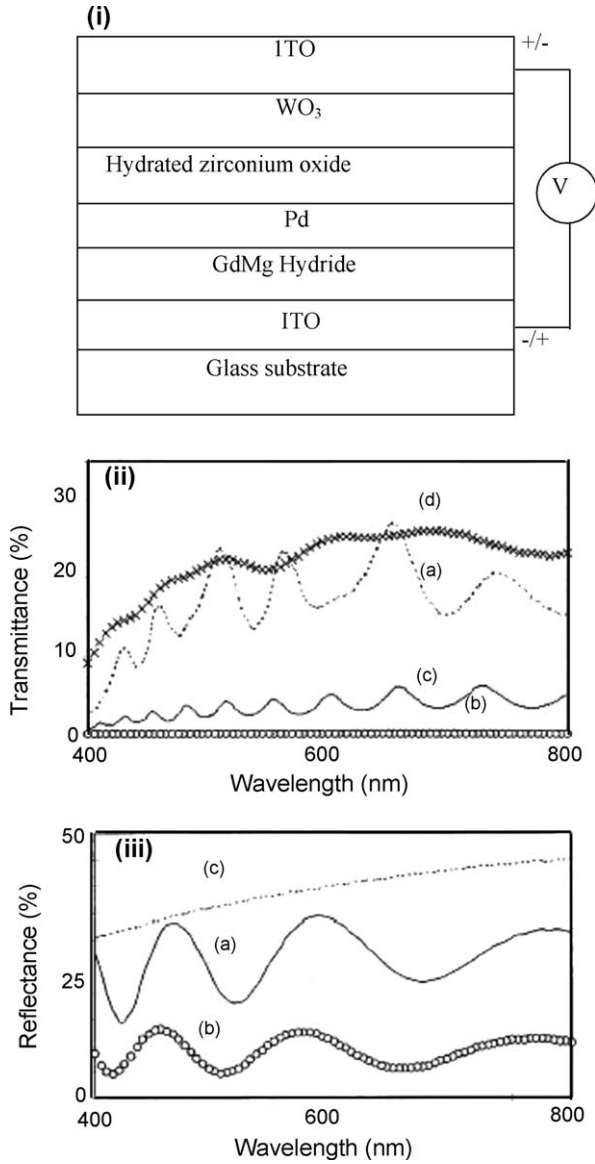 (i)
1TO
+/-
WO₃
Hydrated zirconium oxide
V
Pd
GdMg Hydride
ITO
-/+
Glass substrate
(ii)
30
20
10
0
Transmittance (%)
(d)
(a)
(c)
(b)
400
600
800
Wavelength (nm)
(iii)
50
25
0
Reflectance (%)
(c)
(a)
(b)
400
600
800
Wavelength (nm)